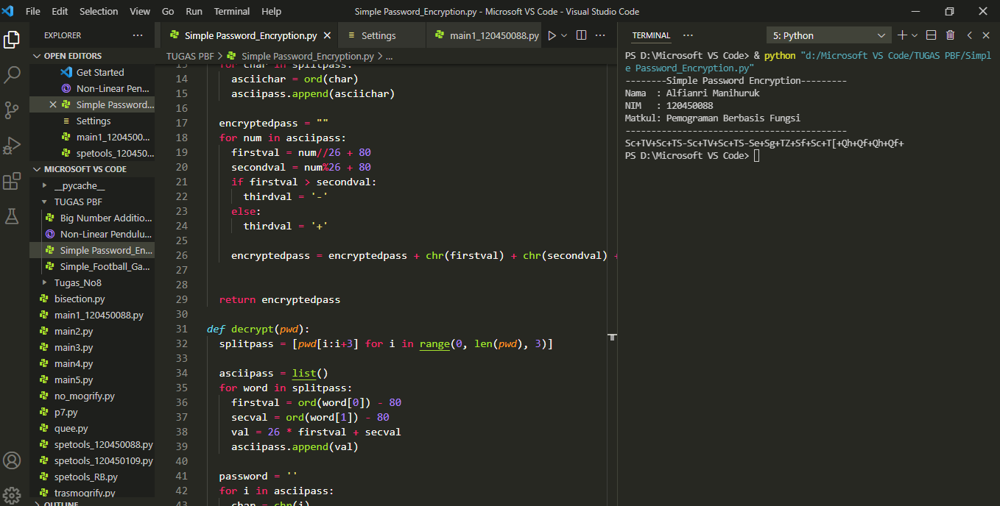 File Edit Selection View Go Run Terminal Help Simple Password_Encryption.py - Microsoft VS Code - Visual Studio Code
EXPLORER
OPEN EDITORS
Get Started
Non-Linear Pen...
Simple Password...
Settings
main1_1204500...
spetools_120450...
MICROSOFT VS CODE
__pycache__
TUGAS PBF
Big Number Additio...
Non-Linear Pendulu...
Simple Password_En...
Simple_Football_Ga...
Tugas_No8
bisection.py
main1_120450088.py
main2.py
main3.py
main4.py
main5.py
no_mogrify.py
p7.py
quee.py
spetools_120450088.py
spetools_120450109.py
spetools_RB.py
trasmogrify.py
OUTLINE
Simple Password_Encryption.py Settings main1_120450088.py
TUGAS PBF > Simple Password_Encryption.py > ...
13 for char in splitpass:
14 asciichar = ord(char)
15 asciipass.append(asciichar)
16
17 encryptedpass = ""
18 for num in asciipass:
19 firstval = num//26 + 80
20 secondval = num%26 + 80
21 if firstval > secondval:
22 thirdval = '-'
23 else:
24 thirdval = '+'
25
26 encryptedpass = encryptedpass + chr(firstval) + chr(secondval) +
27
28
29 return encryptedpass
30
31 def decrypt(pwd):
32 splitpass = [pwd[i:i+3] for i in range(0, len(pwd), 3)]
33
34 asciipass = list()
35 for word in splitpass:
36 firstval = ord(word[0]) - 80
37 secval = ord(word[1]) - 80
38 val = 26 * firstval + secval
39 asciipass.append(val)
40
41 password = ''
42 for i in asciipass:
43 char = chr(i)
TERMINAL 5: Python
PS D:\Microsoft VS Code> & python "d:/Microsoft VS Code/TUGAS PBF/Simpl
e Password_Encryption.py"
--------Simple Password Encryption---------
Nama : Alfianri Manihuruk
NIM : 120450088
Matkul: Pemograman Berbasis Fungsi
-------------------------------------------
Sc+TV+Sc+TS-Sc+TV+Sc+TS-Se+Sg+TZ+Sf+Sc+T[+Qh+Qf+Qh+Qf+
PS D:\Microsoft VS Code>